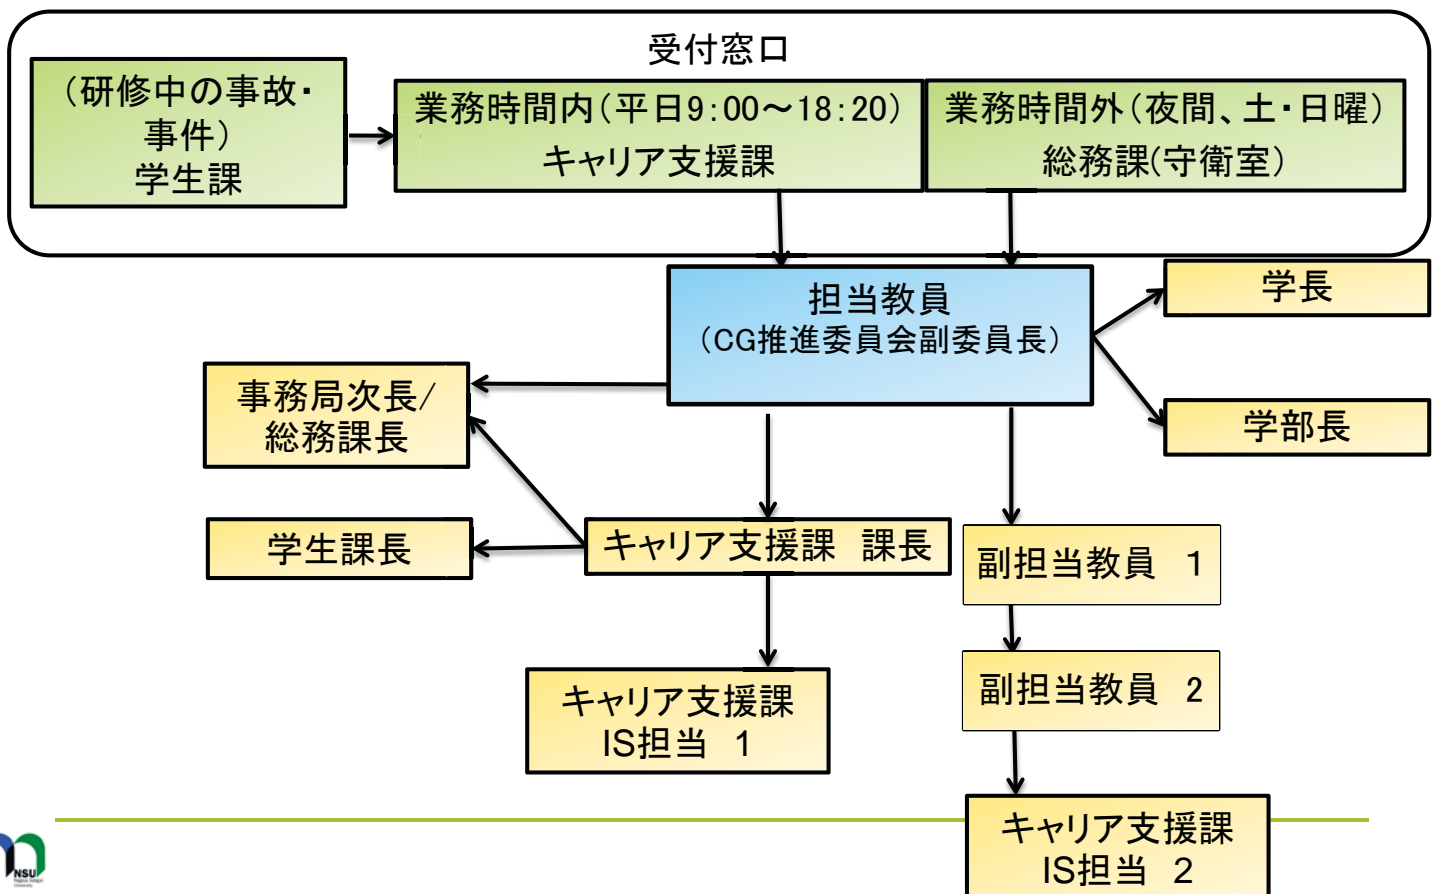 受付窓口
(研修中の事故・
事件)
学生課
業務時間内(平日9:00~18:20)
キャリア支援課
業務時間外(夜間、土・日曜)
総務課(守衛室)
担当教員
(CG推進委員会副委員長)
学長
学部長
事務局次長/
総務課長
学生課長
キャリア支援課 課長
副担当教員 1
副担当教員 2
キャリア支援課
IS担当 1
キャリア支援課
IS担当 2
NSU